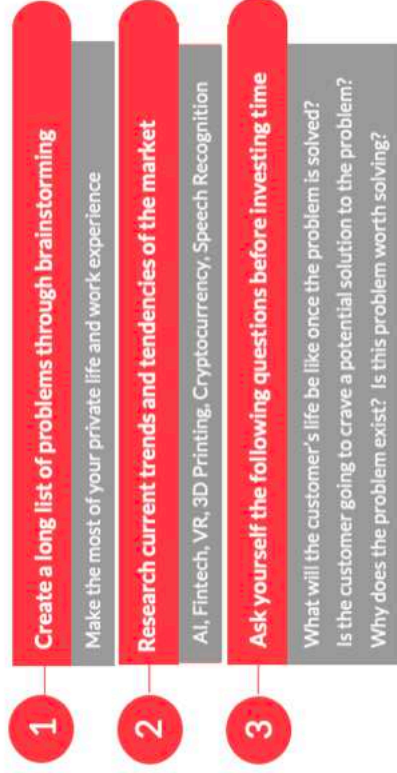 1
Create a long list of problems through brainstorming
Make the most of your private life and work experience
2
Research current trends and tendencies of the market
AI, Fintech, VR, 3D Printing, Cryptocurrency, Speech Recognition
3
Ask yourself the following questions before investing time
What will the customer's life be like once the problem is solved?
Is the customer going to crave a potential solution to the problem?
Why does the problem exist? Is this problem worth solving?